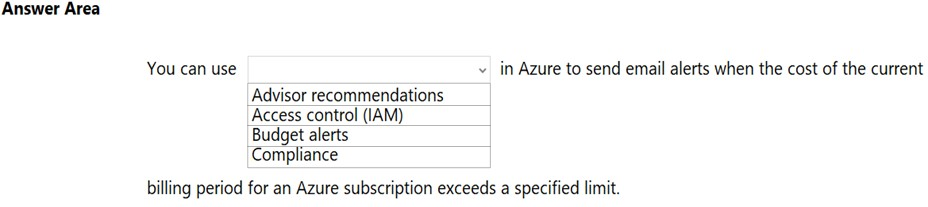 Answer Area
You can use in Azure to send email alerts when the cost of the current
Advisor recommendations
Access control (IAM)
Budget alerts
Compliance
billing period for an Azure subscription exceeds a specified limit.